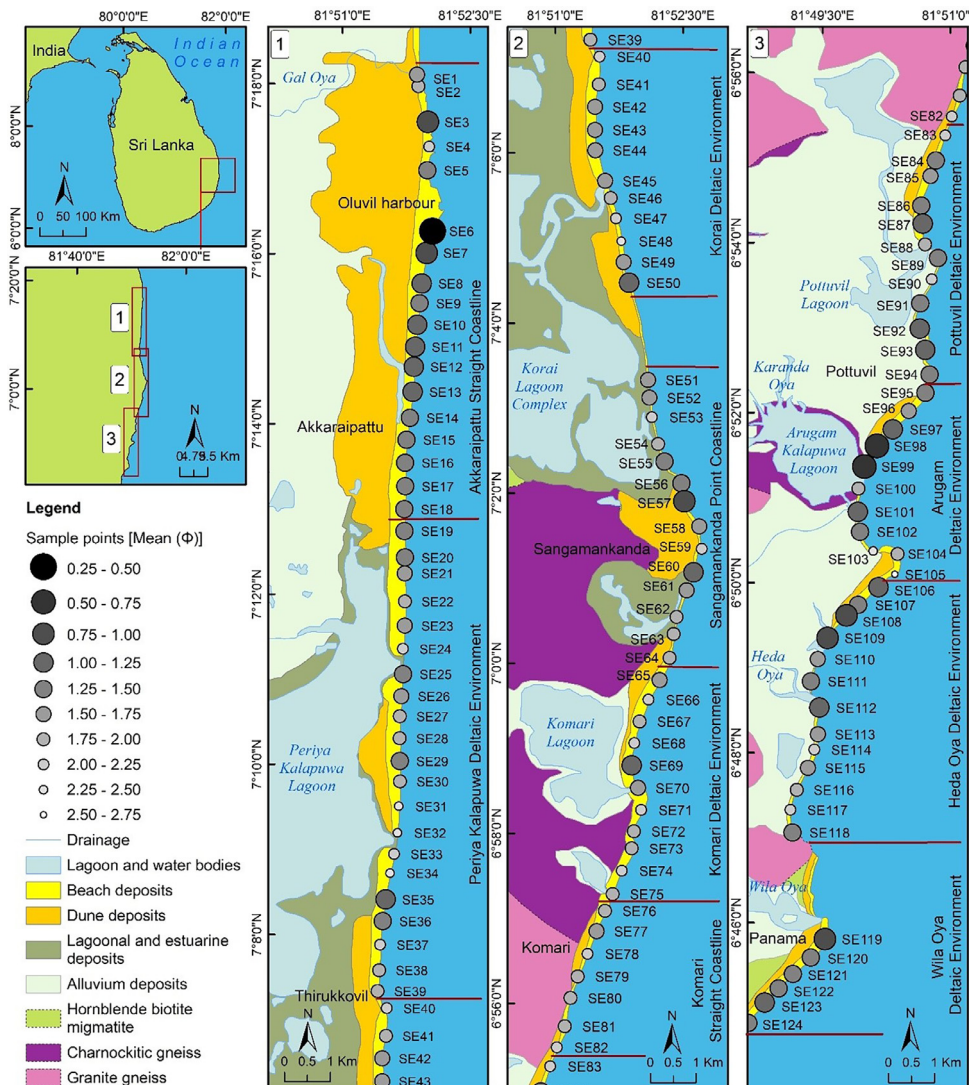 80°0'0"E
82°0'0"E
India
Indian
Ocean
8°0'0"N
Sri Lanka
N
0 50 100 Km
6°0'0"N
81°40'0"E
82°0'0"E
7°20'0"N
1
2
7°0'0"N
3
N
Legend
Sample points [Mean (Φ)]
0.25 - 0.50
0.50 - 0.75
0.75 - 1.00
1.00 - 1.25
1.25 - 1.50
1.50 - 1.75
1.75 - 2.00
2.00 - 2.25
2.25 - 2.50
2.50 - 2.75
Drainage
Lagoon and water bodies
Beach deposits
Dune deposits
Lagoonal and estuarine
deposits
Alluvium deposits
Hornblende biotite
migmatite
Charnockitic gneiss
Granite gneiss
81°51'0"E
81°52'30"E
1
Gal Oya
7°18'0"N
SE1
SE2
SE3
SE4
SE5
Oluvil harbour
SE6
7°16'0"N
SE7
SE8
SE9
SE10
SE11
SE12
SE13
7°14'0"N
SE14
Akkaraipattu
SE15
SE16
SE17
SE18
Akkaraipattu Straight Coastline
SE19
SE20
SE21
7°12'0"N
SE22
SE23
SE24
SE25
SE26
SE27
SE28
Periya
Kalapuwa
Lagoon
7°10'0"N
SE29
SE30
SE31
SE32
SE33
SE34
SE35
SE36
7°8'0"N
SE37
SE38
SE39
Periya Kalapuwa Deltaic Environment
Thirukkovil
SE40
SE41
SE42
SE43
N
0 0.5 1 Km
81°51'0"E
81°52'30"E
2
SE39
SE40
SE41
SE42
SE43
7°6'0"N
SE44
SE45
SE46
SE47
SE48
SE49
SE50
Korai Deltaic Environment
7°4'0"N
Korai
Lagoon
Complex
SE51
SE52
SE53
SE54
SE55
SE56
7°2'0"N
SE57
SE58
Sangamankanda
SE59
SE60
SE61
SE62
SE63
SE64
Sangamankanda Point Coastline
7°0'0"N
SE65
SE66
SE67
Komari
Lagoon
SE68
SE69
SE70
SE71
6°58'0"N
SE72
SE73
SE74
SE75
Komari Deltaic Environment
SE76
SE77
Komari
SE78
SE79
6°56'0"N
SE80
SE81
SE82
Komari
Straight Coastline
SE83
N
0 0.5 1 Km
81°49'30"E
81°51'0"E
3
6°56'0"N
SE82
SE83
SE84
SE85
SE86
SE87
6°54'0"N
SE88
SE89
SE90
Pottuvil
Lagoon
SE91
SE92
SE93
Pottuvil
SE94
SE95
Pottuvil Deltaic Environment
Karanda
Oya
6°52'0"N
SE96
SE97
Arugam
Kalapuwa
Lagoon
SE98
SE99
SE100
SE101
SE102
SE103
SE104
SE105
Arugam
Deltaic Environment
6°50'0"N
SE106
SE107
SE108
SE109
Heda
Oya
SE110
SE111
SE112
SE113
6°48'0"N
SE114
SE115
SE116
SE117
SE118
Heda Oya Deltaic Environment
Wila Oya
6°46'0"N
Panama
SE119
SE120
SE121
SE122
SE123
SE124
Wila Oya
Deltaic Environment
N
0 0.5 1 Km